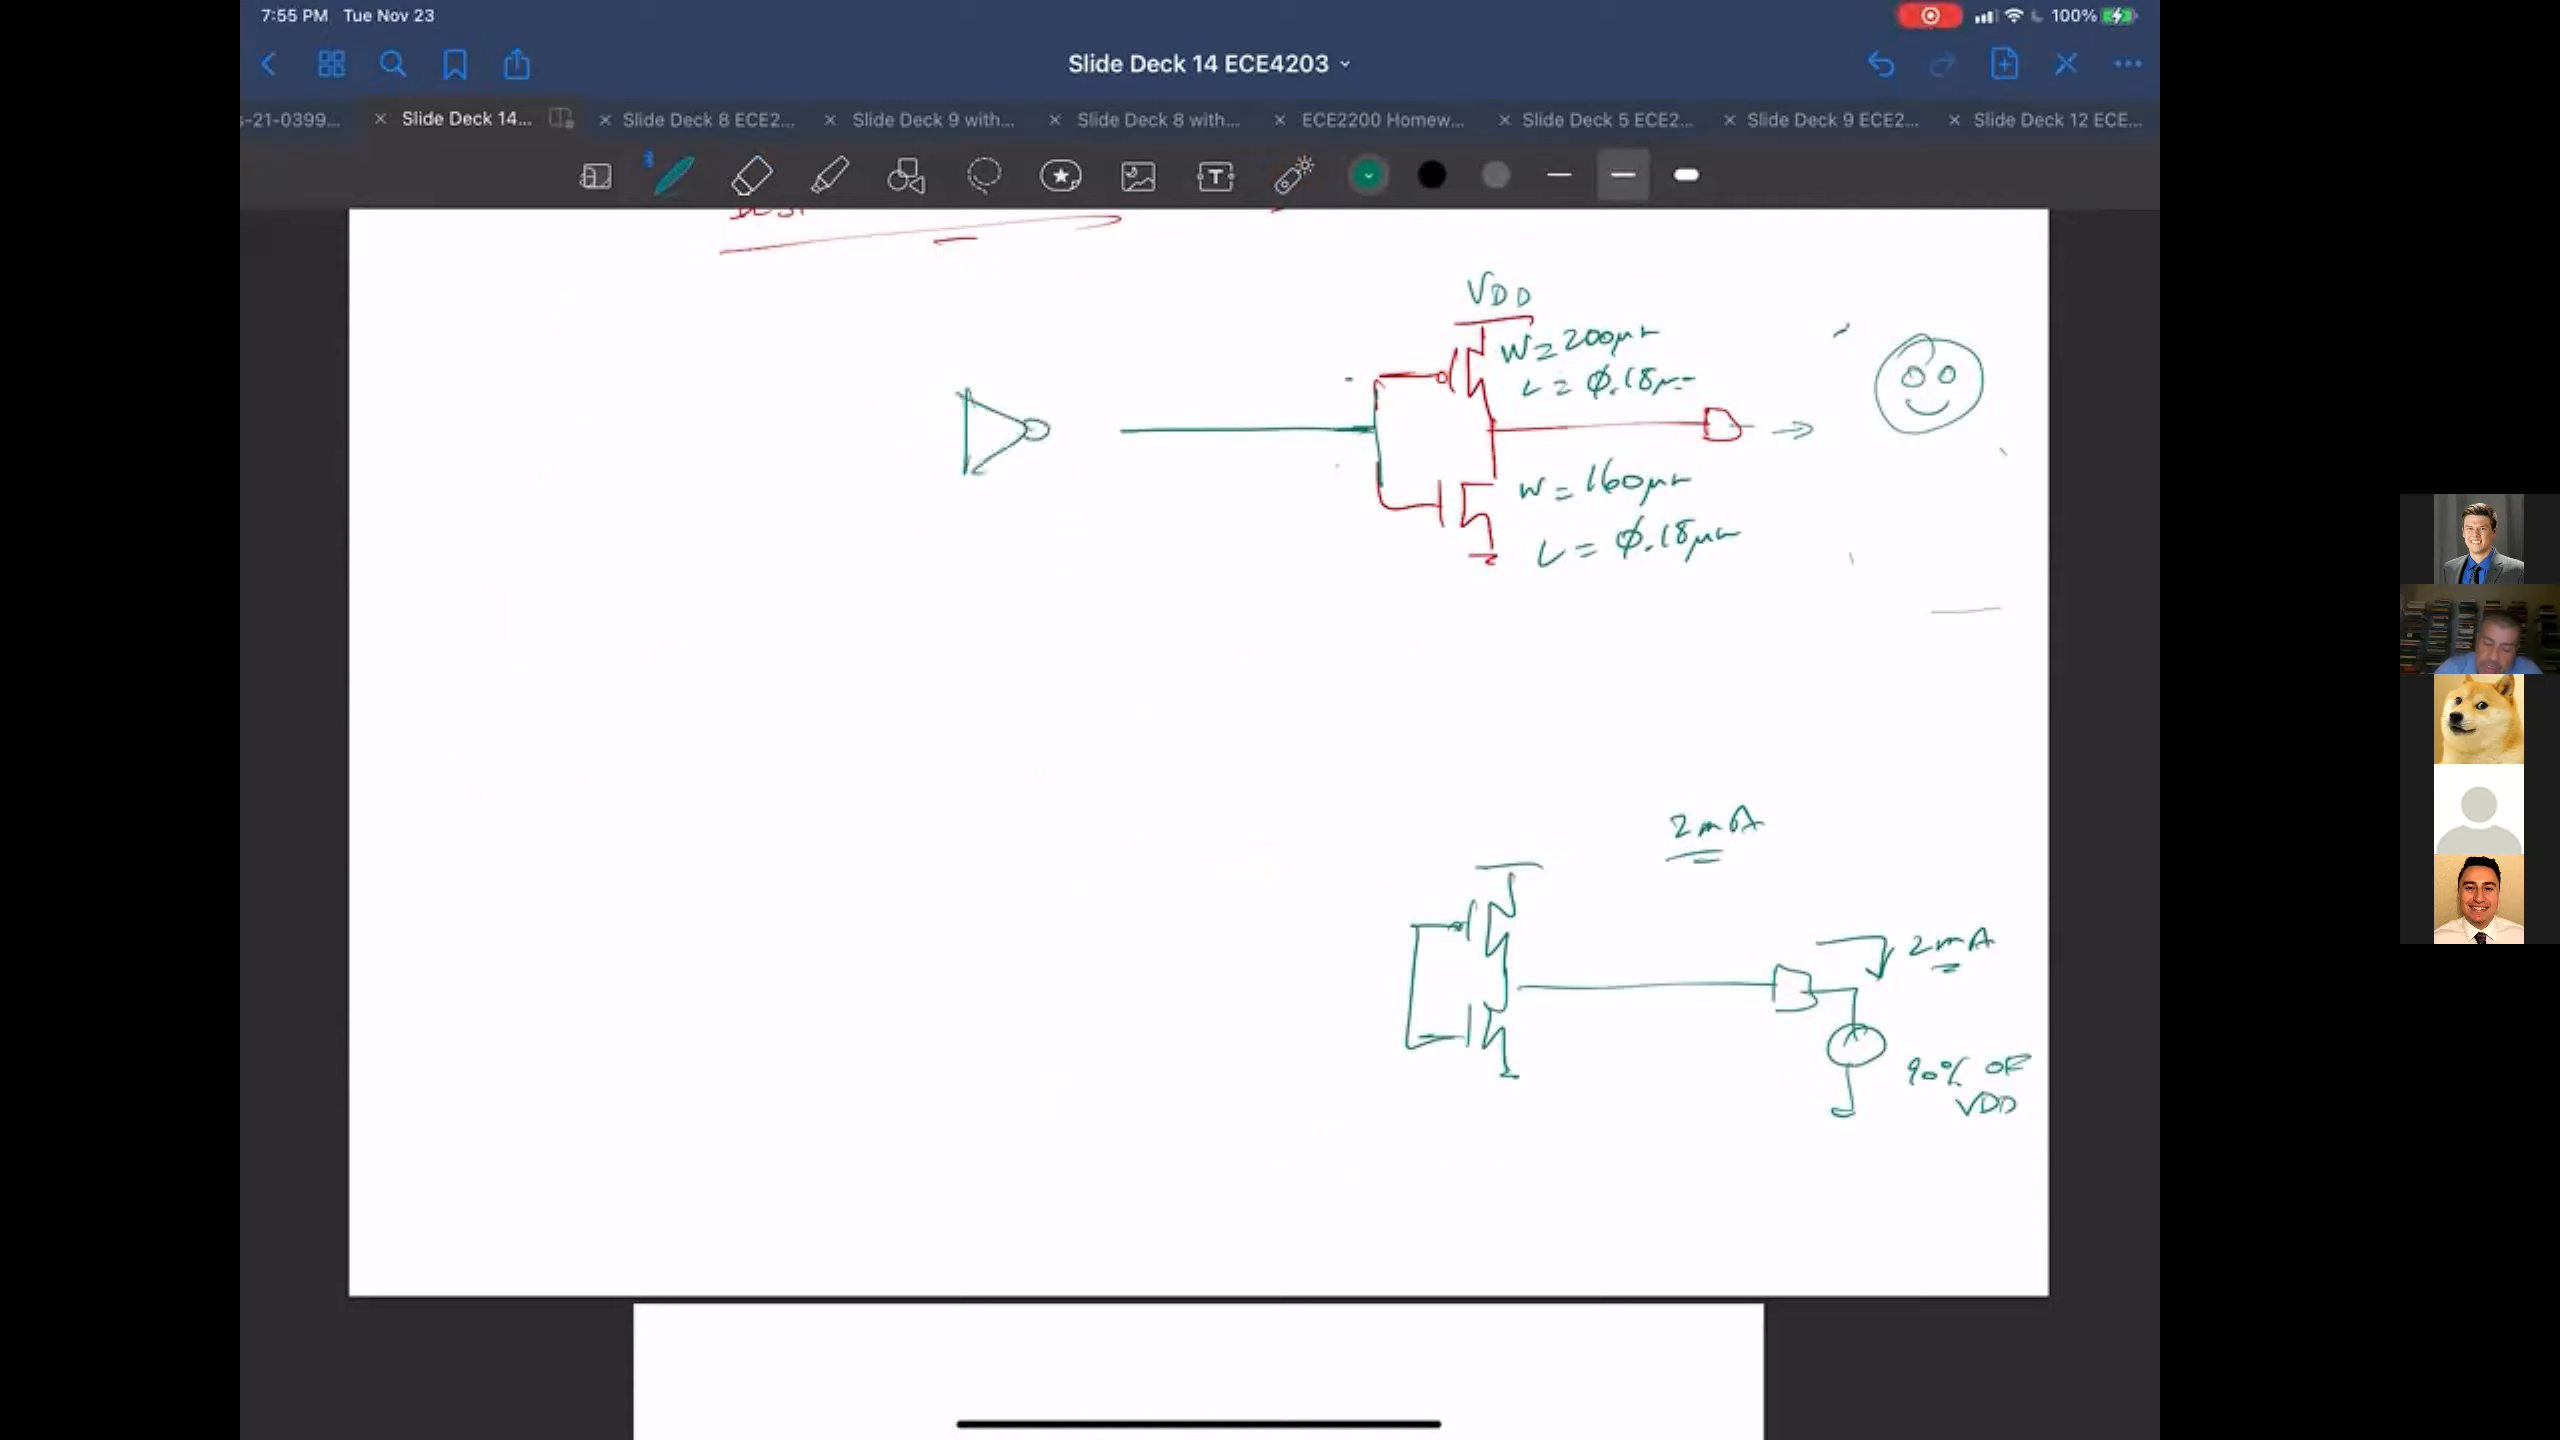 7:55 PM Tue Nov 23
100%
Slide Deck 14 ECE4203
s-21-0399...
Slide Deck 14...
Slide Deck 8 ECE2...
Slide Deck 9 with...
Slide Deck 8 with...
ECE2200 Homew...
Slide Deck 5 ECE2...
Slide Deck 9 ECE2...
Slide Deck 12 ECE...
T
VDD
W=200μm
L=0.18μm
W=160μm
L=0.18μm
2mA
2mA
90% OF
VDD